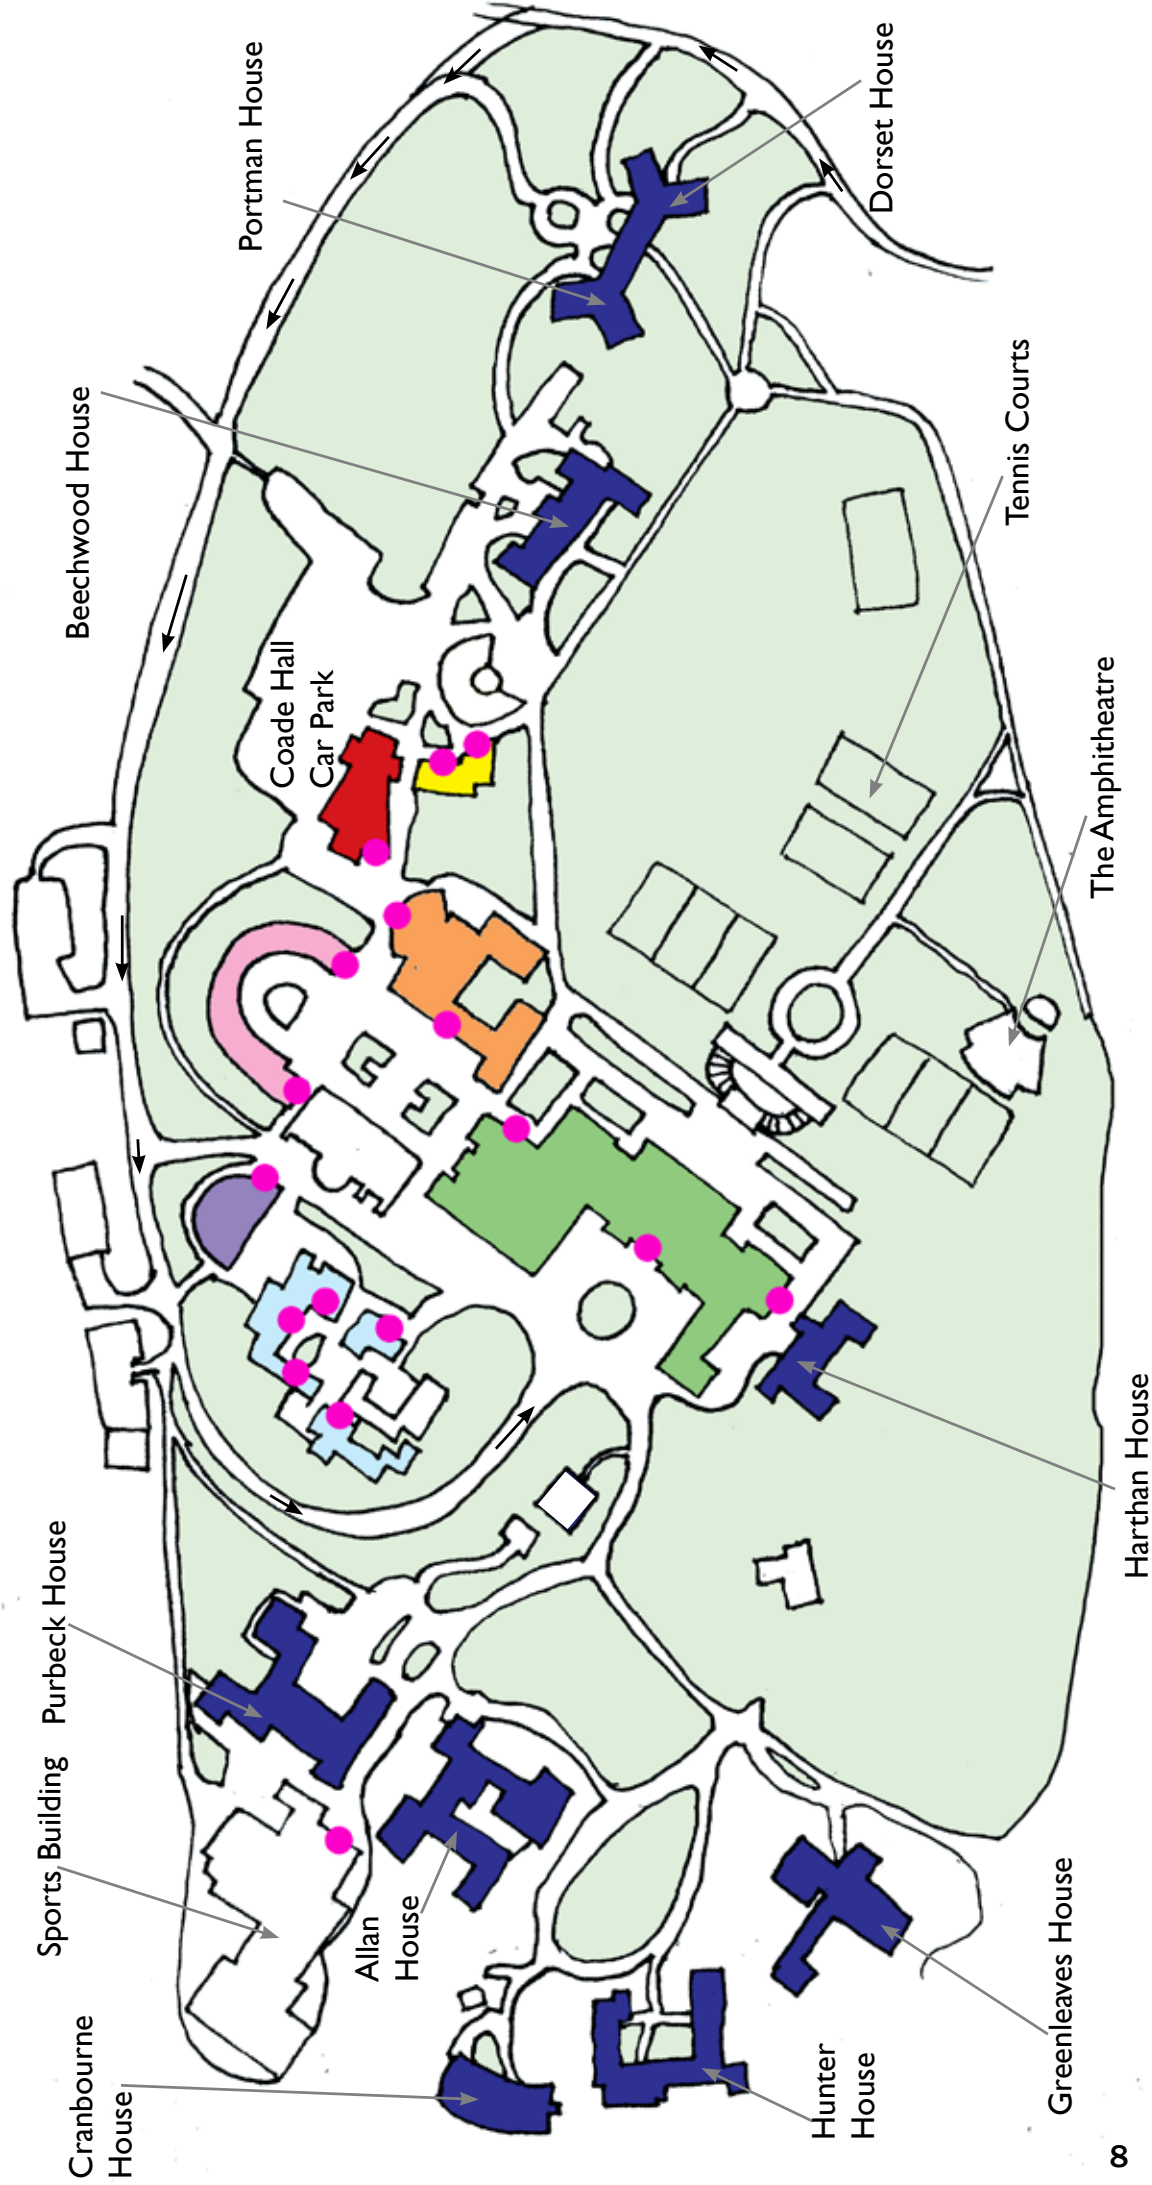 Cranbourne
House
Sports Building
Purbeck House
Beechwood House
Portman House
Coade Hall
Car Park
Allan
House
Hunter
House
Greenleaves House
Harthan House
The Amphitheatre
Tennis Courts
Dorset House
8